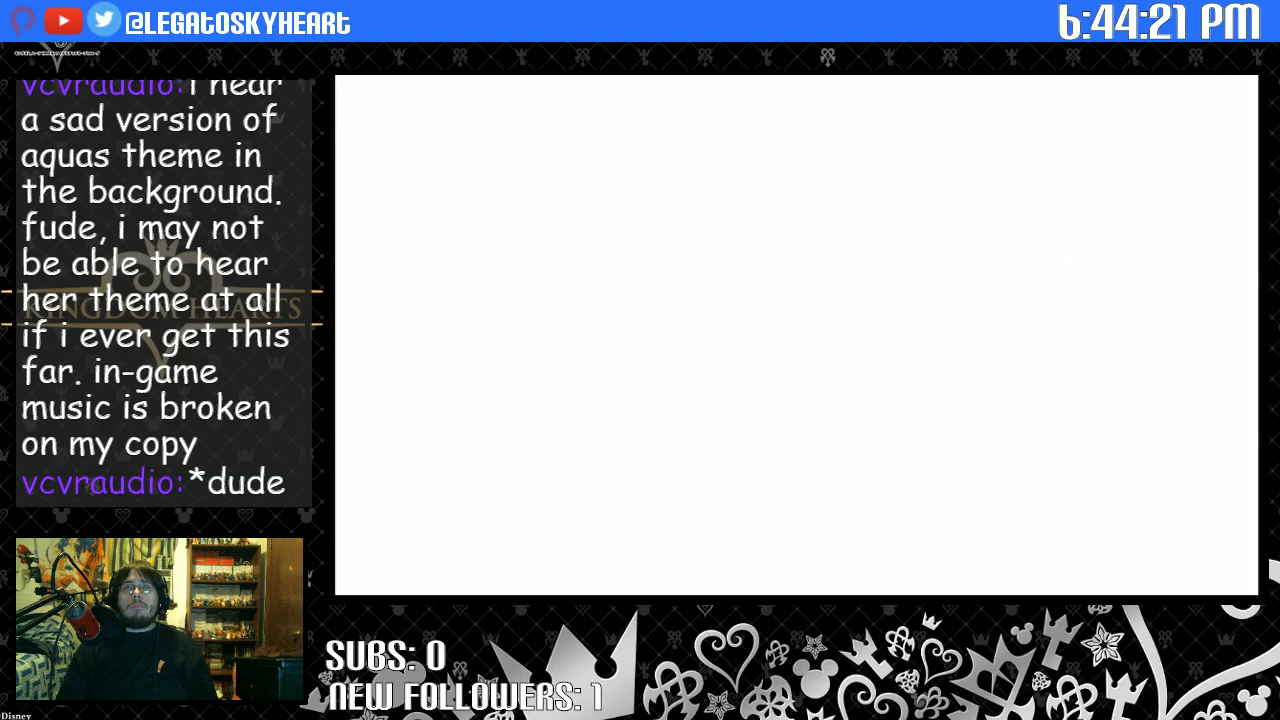 @LEGATOSKYHEART
6:44:21 PM
vcvraudio: i hear
a sad version of
aquas theme in
the background.
fude, i may not
be able to hear
her theme at all
if i ever get this
far. in-game
music is broken
on my copy
vcvraudio: *dude
KINGDOM HEARTS
SUBS: 0
NEW FOLLOWERS: 1
Disney